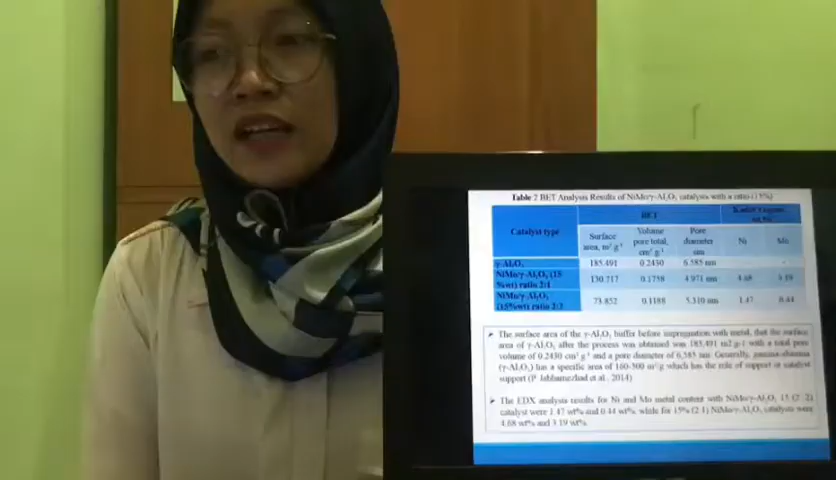 Table 2 BET Analysis Results of NiMo/γ-Al₂O₃ catalysts with a ratio (15%)
Catalyst type BET
Surface area, m² g⁻¹ Volume pore total, cm³ g⁻¹ Pore diameter nm Ni Mo
γ-Al₂O₃ 185.491 0.2430 6.585 nm - -
NiMo/γ-Al₂O₃ (15 %wt) ratio 2/1 130.717 0.1738 4.971 nm 4.68
NiMo/γ-Al₂O₃ (15%wt) ratio 2/2 73.852 0.1188 5.310 nm 1.47 0.44
➤ The surface area of the γ-Al₂O₃ buffer before impregnation with metal, that the surface
area of γ-Al₂O₃ after the process was obtained was 185,491 m2 g-1 with a total pore
volume of 0.2430 cm³ g⁻¹ and a pore diameter of 6,585 nm. Generally, gamma-alumina
(γ-Al₂O₃) has a specific area of 160-300 m²/g which has the role of support or catalyst
support (P. et al., 2014)
➤ The EDX analysis results for Ni and Mo metal content with NiMo/γ-Al₂O₃ 15 (2: 2)
catalyst were 1.47 wt% and 0.44 wt%, while for 15% (2:1) NiMo/γ-Al₂O₃ catalysts were
4.68 wt% and 3.19 wt%.